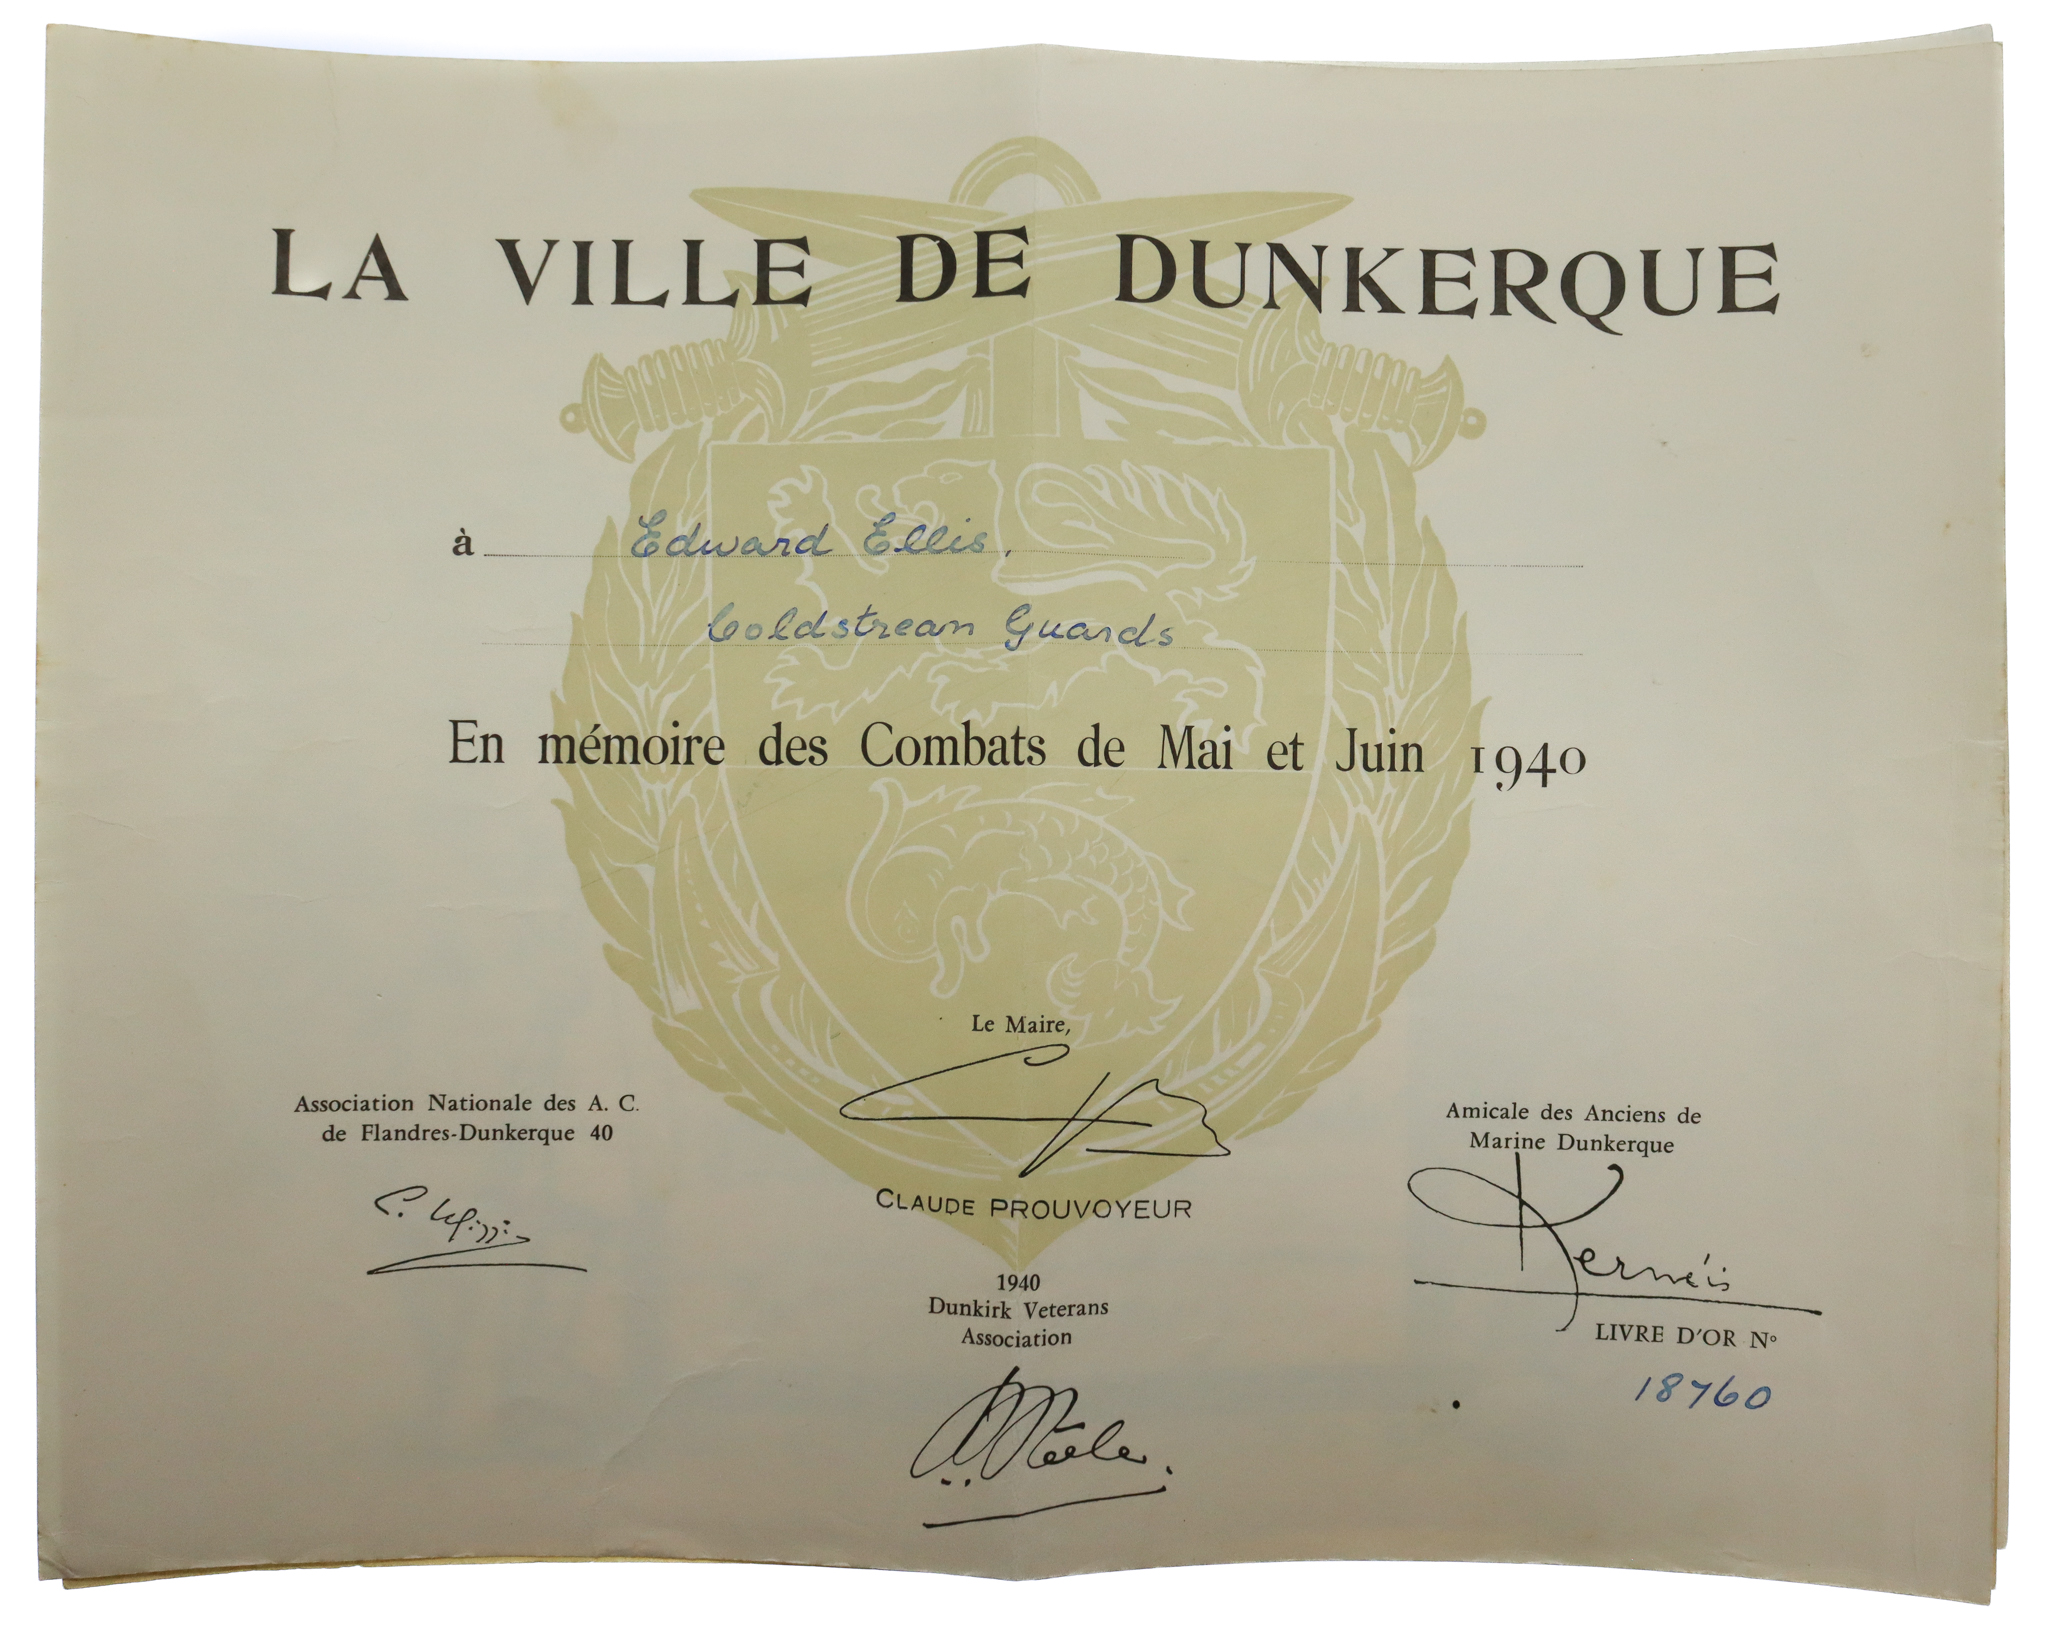 LA VILLE DE DUNKERQUE
à Edward Ellis.
Coldstream Guards
En mémoire des Combats de Mai et Juin 1940
Le Maire,
CLAUDE PROUVOYEUR
Association Nationale des A. C.
de Flandres-Dunkerque 40
Amicale des Anciens de
Marine Dunkerque
Kernéis
1940
Dunkirk Veterans
Association
LIVRE D'OR Nº
18760